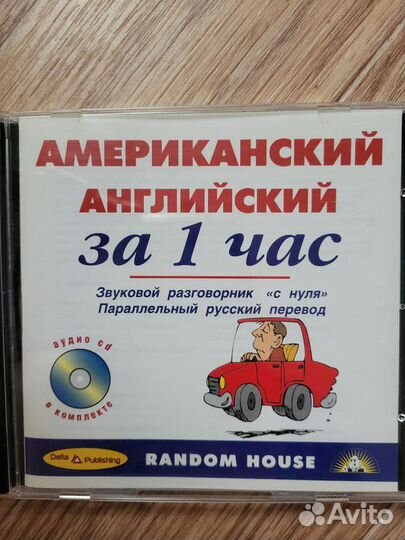 АМЕРИКАНСКИЙ
АНГЛИЙСКИЙ
за 1 час
Звуковой разговорник «с нуля»
Параллельный русский перевод
аудио cd
в комплекте
Delta Publishing
RANDOM HOUSE
Avito